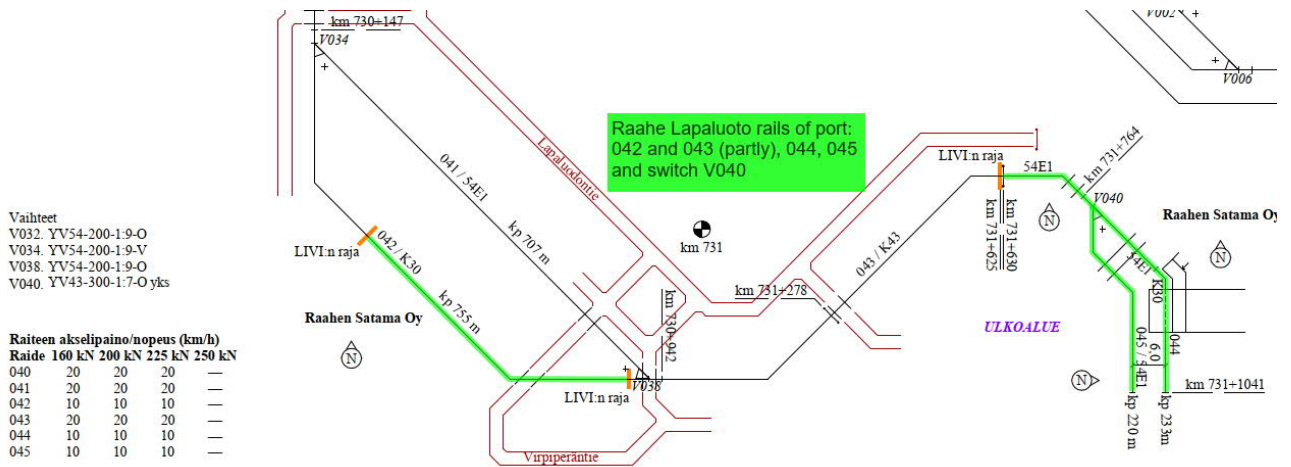 km 730+147
V034
V002
V006
Lapaluodontie
Raahe Lapaluoto rails of port:
042 and 043 (partly), 044, 045
and switch V040
041 / 54E1
kp 707 m
LIVI:n raja
54E1
km 731+764
V040
Raahen Satama Oy
N
N
Vaihteet
V032. YV54-200-1:9-O
V034. YV54-200-1:9-V
V038. YV54-200-1:9-O
V040. YV43-300-1:7-O yks
LIVI:n raja
042 / K30
kp 755 m
km 731
km 731+625
km 731+630
043 / K43
km 731+278
km 730+942
54E1
K30
ULKOALUE
Raahen Satama Oy
N
Raiteen akselipaino/nopeus (km/h)
Raide 160 kN 200 kN 225 kN 250 kN
040 20 20 20 —
041 20 20 20 —
042 10 10 10 —
043 20 20 20 —
044 10 10 10 —
045 10 10 10 —
V038
LIVI:n raja
Virpiperäntie
N
045 / 54E1
6,0
044
km 731+1041
kp 220 m
kp 233m